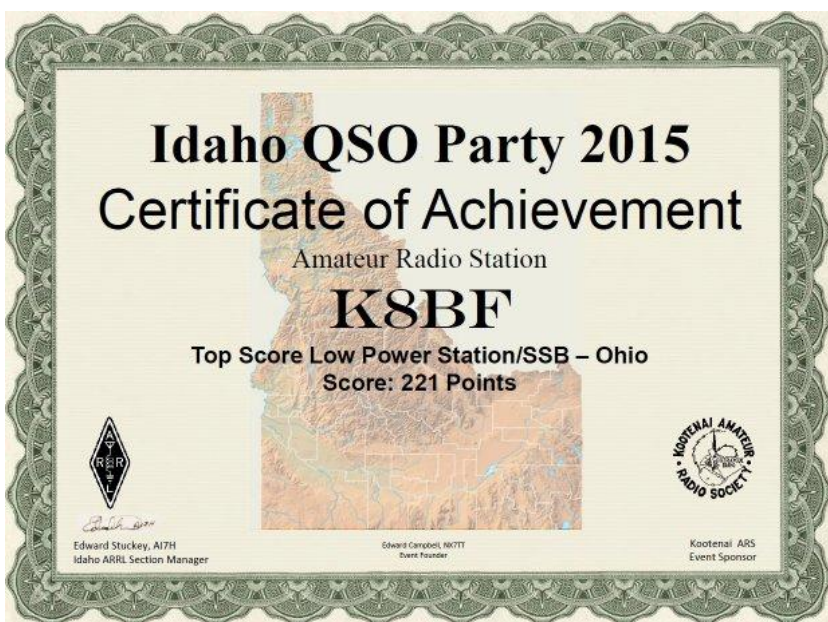 Idaho QSO Party 2015
Certificate of Achievement
Amateur Radio Station
K8BF
Top Score Low Power Station/SSB – Ohio
Score: 221 Points
A
R R
L
KOOTENAI AMATEUR
RADIO SOCIETY
Edward Stuckey, AI7H
Idaho ARRL Section Manager
Edward Campbell, NX7TT
Event Founder
Kootenai ARS
Event Sponsor